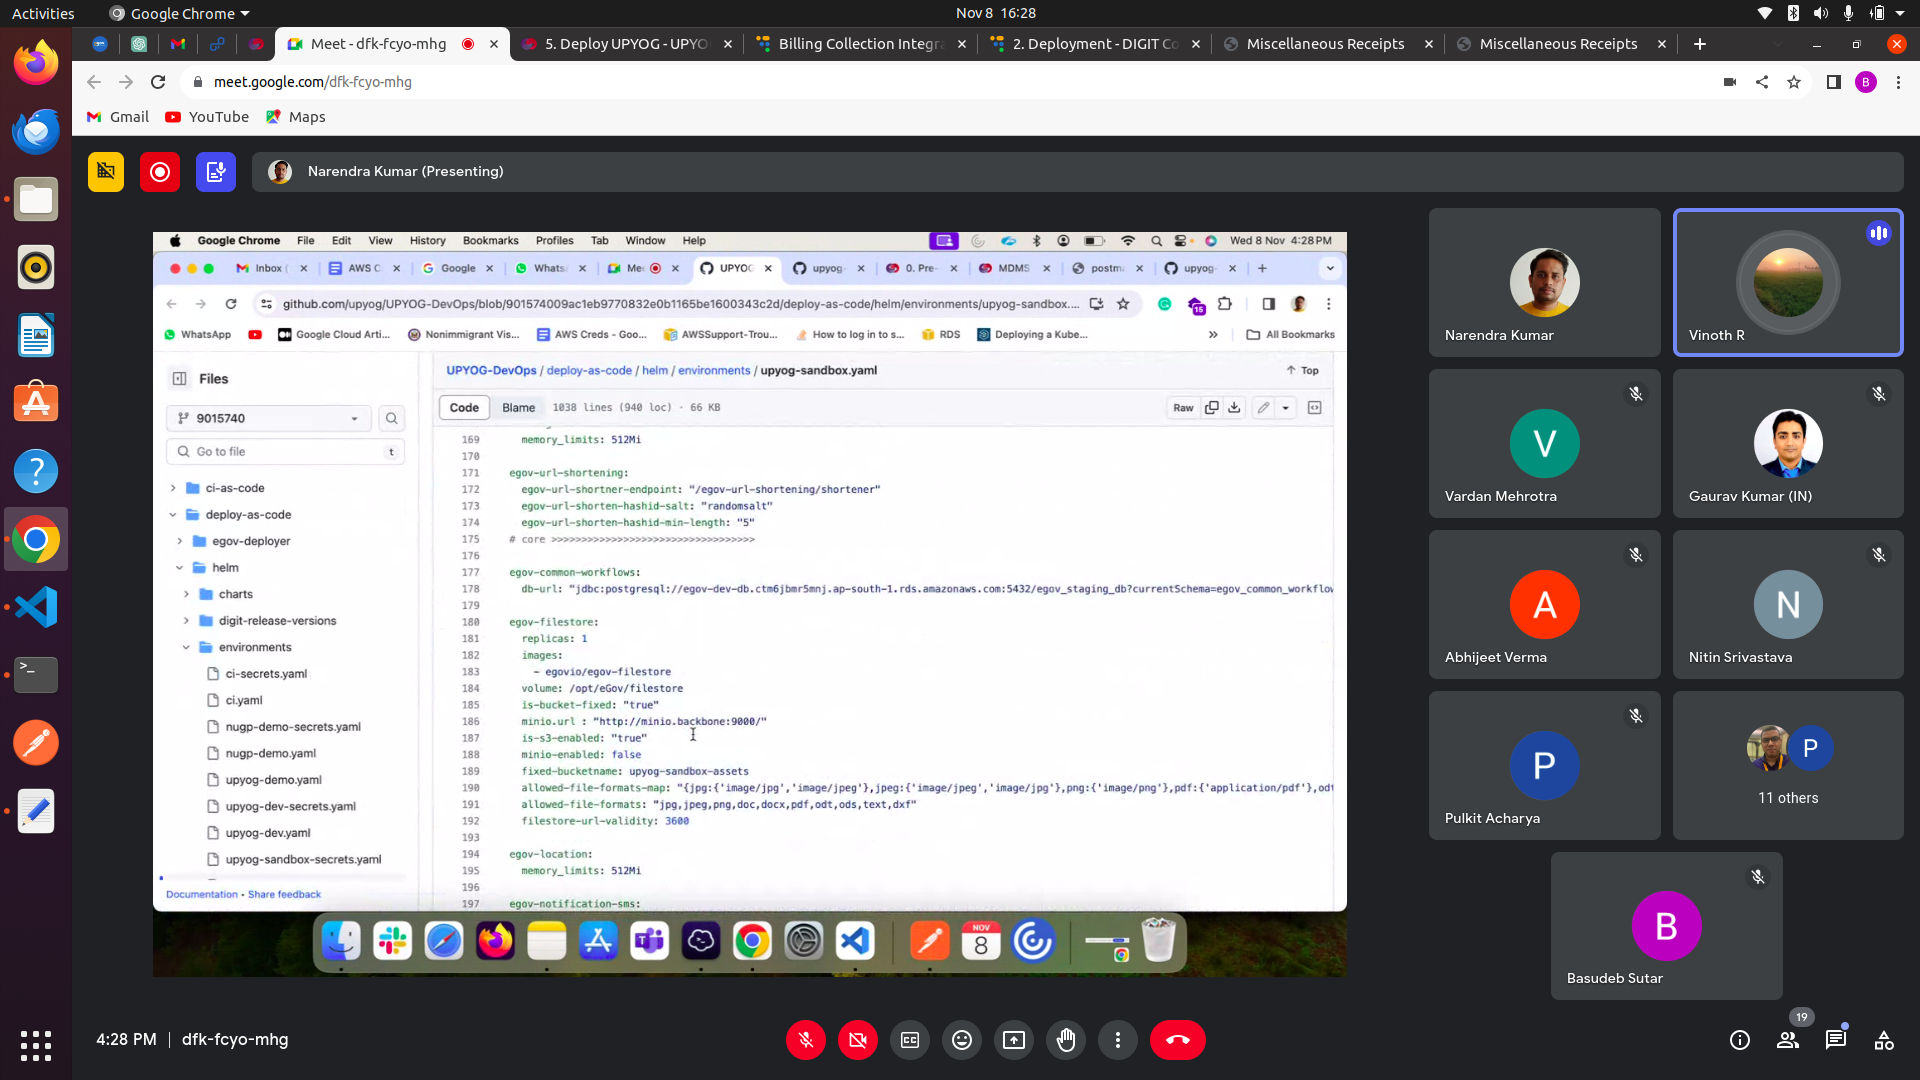 Activities
Google Chrome
Nov 8 16:28
Meet - dfk-fcyo-mhg
5. Deploy UPYOG - UPYO
Billing Collection Integra
2. Deployment - DIGIT Co
Miscellaneous Receipts
Miscellaneous Receipts
meet.google.com/dfk-fcyo-mhg
B
Gmail
YouTube
Maps
Narendra Kumar (Presenting)
Google Chrome File Edit View History Bookmarks Profiles Tab Window Help
Wed 8 Nov 4:28 PM
Inbox (
AWS C
Google
Whats
Me
UPYOG
upyog-
0. Pre-
MDMS
postm
upyog-
github.com/upyog/UPYOG-DevOps/blob/901574009ac1eb9770832e0b1165be1600343c2d/deploy-as-code/helm/environments/upyog-sandbox....
15
WhatsApp
Google Cloud Arti...
Nonimmigrant Vis...
AWS Creds - Goo...
AWSSupport-Trou...
How to log in to s...
RDS
Deploying a Kube...
»
All Bookmarks
Files
9015740
Go to file
t
ci-as-code
deploy-as-code
egov-deployer
helm
charts
digit-release-versions
environments
ci-secrets.yaml
ci.yaml
nugp-demo-secrets.yaml
nugp-demo.yaml
upyog-demo.yaml
upyog-dev-secrets.yaml
upyog-dev.yaml
upyog-sandbox-secrets.yaml
Documentation • Share feedback
UPYOG-DevOps / deploy-as-code / helm / environments / upyog-sandbox.yaml
Top
Code
Blame
1038 lines (940 loc) · 66 KB
Raw
169 memory_limits: 512Mi
170
171 egov-url-shortening:
172 egov-url-shortner-endpoint: "/egov-url-shortening/shortener"
173 egov-url-shorten-hashid-salt: "randomsalt"
174 egov-url-shorten-hashid-min-length: "5"
175 # core >>>>>>>>>>>>>>>>>>>>>>>>>>>>>>>>>>
176
177 egov-common-workflows:
178 db-url: "jdbc:postgresql://egov-dev-db.ctm6jbmr5mnj.ap-south-1.rds.amazonaws.com:5432/egov_staging_db?currentSchema=egov_common_workflow
179
180 egov-filestore:
181 replicas: 1
182 images:
183 - egovio/egov-filestore
184 volume: /opt/eGov/filestore
185 is-bucket-fixed: "true"
186 minio.url : "http://minio.backbone:9000/"
187 is-s3-enabled: "true"
188 minio-enabled: false
189 fixed-bucketname: upyog-sandbox-assets
190 allowed-file-formats-map: "{jpg:{'image/jpg','image/jpeg'},jpeg:{'image/jpeg','image/jpg'},png:{'image/png'},pdf:{'application/pdf'},odt
191 allowed-file-formats: "jpg,jpeg,png,doc,docx,pdf,odt,ods,text,dxf"
192 filestore-url-validity: 3600
193
194 egov-location:
195 memory_limits: 512Mi
196
197 egov-notification-sms:
NOV
8
Narendra Kumar
Vinoth R
V
Vardan Mehrotra
Gaurav Kumar (IN)
A
Abhijeet Verma
N
Nitin Srivastava
P
Pulkit Acharya
P
11 others
B
Basudeb Sutar
4:28 PM | dfk-fcyo-mhg
19